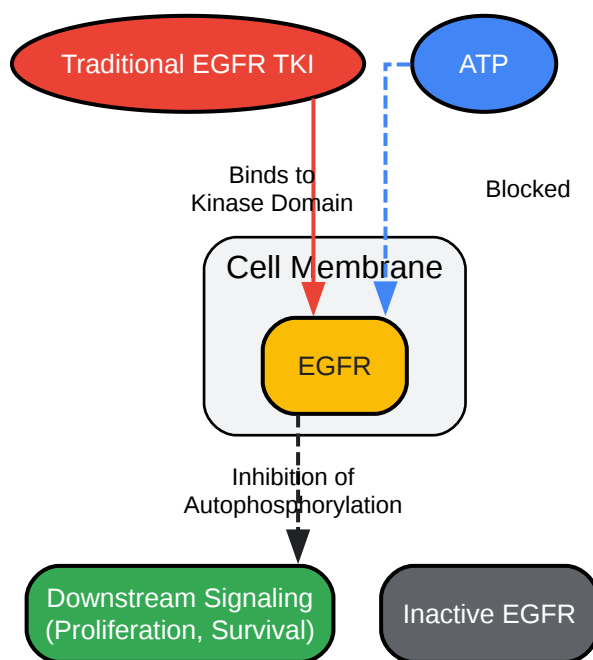 Traditional EGFR TKI
ATP
Binds to
Kinase Domain
Blocked
Cell Membrane
EGFR
Inhibition of
Autophosphorylation
Downstream Signaling
(Proliferation, Survival)
Inactive EGFR